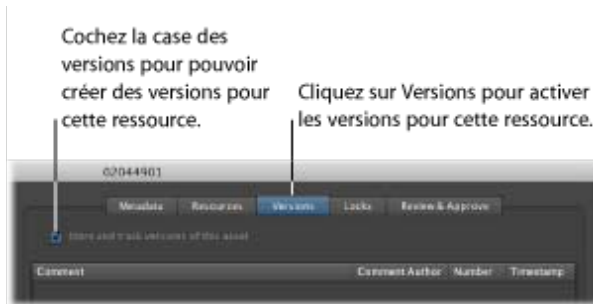 Cochez la case des
versions pour pouvoir
créer des versions pour
cette ressource.
Cliquez sur Versions pour activer
les versions pour cette ressource.
02044901
Metadata Resources Versions Locks Review & Approve
Store and track versions of this asset
Comment Comment Author Number Timestamp